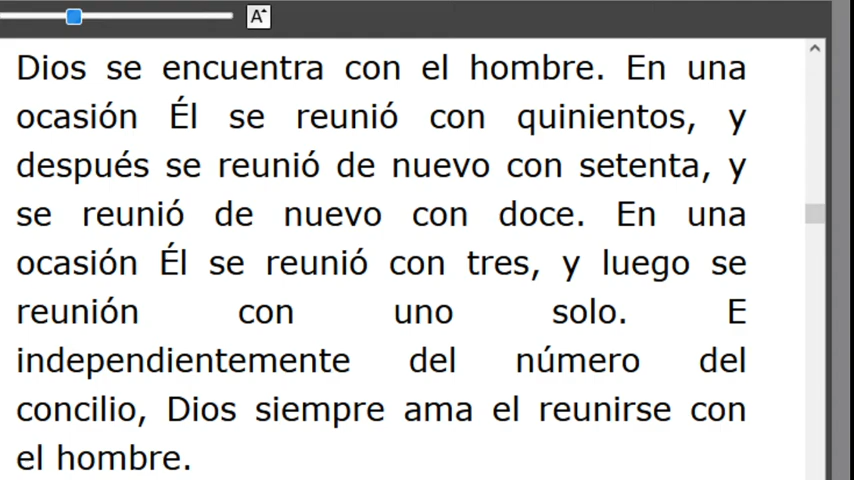 A
Dios se encuentra con el hombre. En una
ocasión Él se reunió con quinientos, y
después se reunió de nuevo con setenta, y
se reunió de nuevo con doce. En una
ocasión Él se reunió con tres, y luego se
reunión con uno solo. E
independientemente del número del
concilio, Dios siempre ama el reunirse con
el hombre.